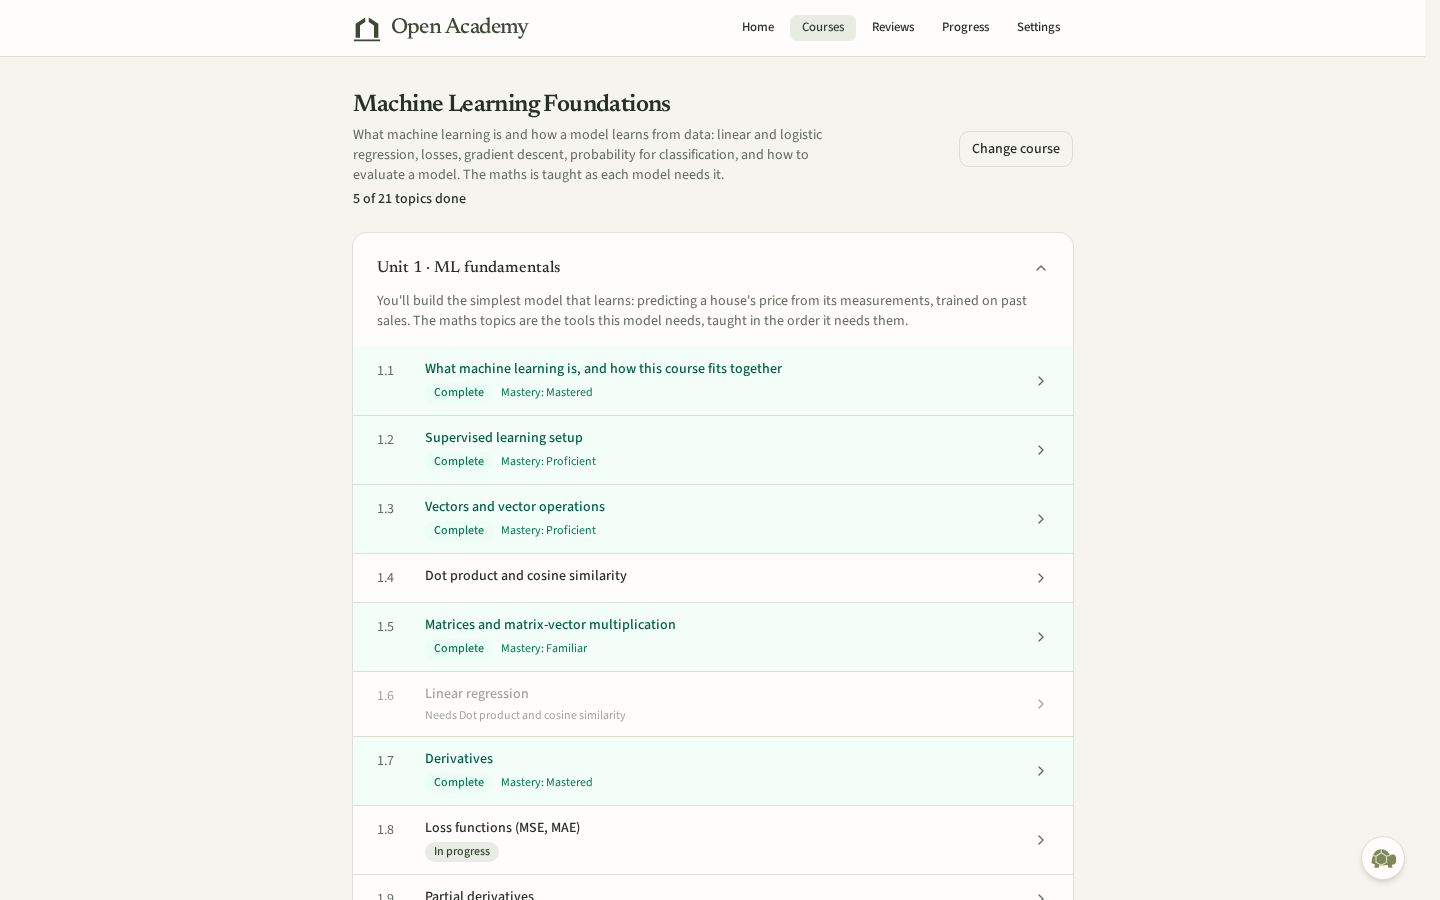 Open Academy
Home
Courses
Reviews
Progress
Settings
Machine Learning Foundations
What machine learning is and how a model learns from data: linear and logistic
regression, losses, gradient descent, probability for classification, and how to
evaluate a model. The maths is taught as each model needs it.
5 of 21 topics done
Change course
Unit 1 · ML fundamentals
You'll build the simplest model that learns: predicting a house's price from its measurements, trained on past
sales. The maths topics are the tools this model needs, taught in the order it needs them.
1.1
What machine learning is, and how this course fits together
Complete
Mastery: Mastered
1.2
Supervised learning setup
Complete
Mastery: Proficient
1.3
Vectors and vector operations
Complete
Mastery: Proficient
1.4
Dot product and cosine similarity
1.5
Matrices and matrix-vector multiplication
Complete
Mastery: Familiar
1.6
Linear regression
Needs Dot product and cosine similarity
1.7
Derivatives
Complete
Mastery: Mastered
1.8
Loss functions (MSE, MAE)
In progress
1.9
Partial derivatives